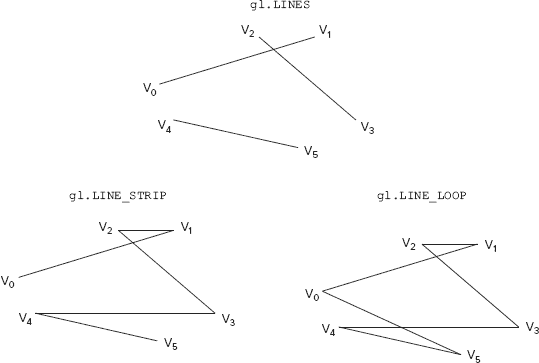 gl.LINES
V2 V1
V0
V3
V4
V5
gl.LINE_STRIP
V2 V1
V0
V4 V3
V5
gl.LINE_LOOP
V2 V1
V0
V4 V3
V5